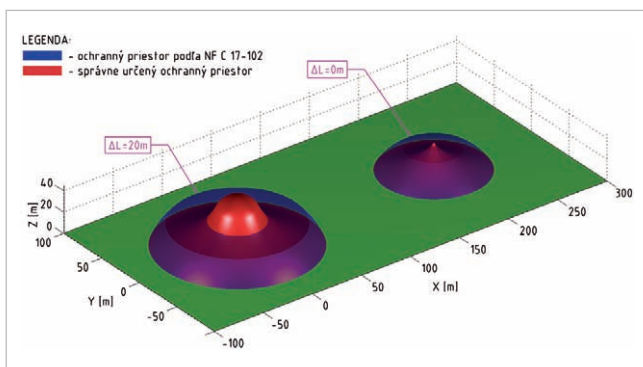 LEGENDA:
- ochranný priestor podľa NF C 17-102
- správne určený ochranný priestor
ΔL=0m
ΔL=20m
40
20
0
Z [m]
100
50
0
-50
-100
Y [m]
-100
-50
0
50
100
150
200
250
300
X [m]